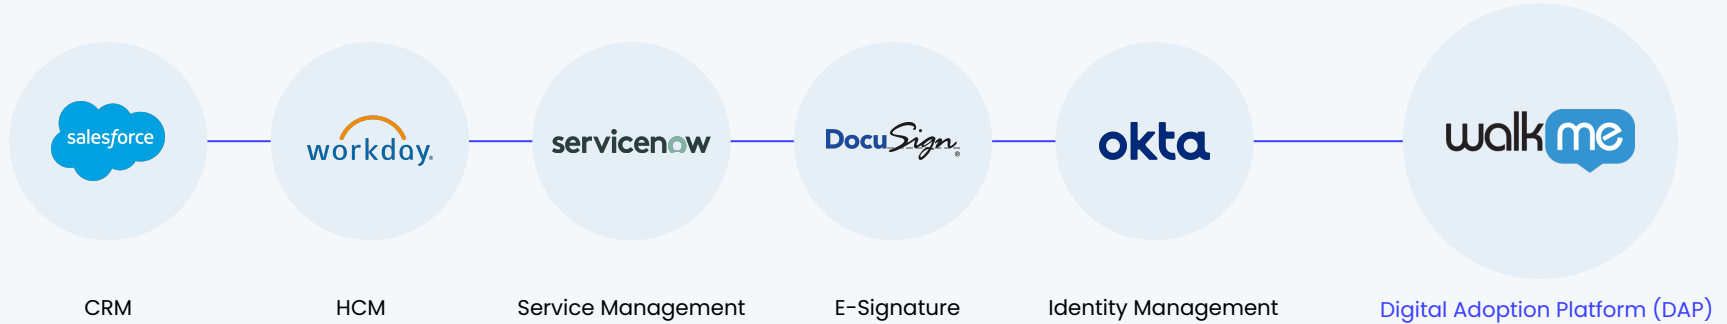 salesforce
workday®
servicenow
DocuSign®
okta
walkme
CRM
HCM
Service Management
E-Signature
Identity Management
Digital Adoption Platform (DAP)